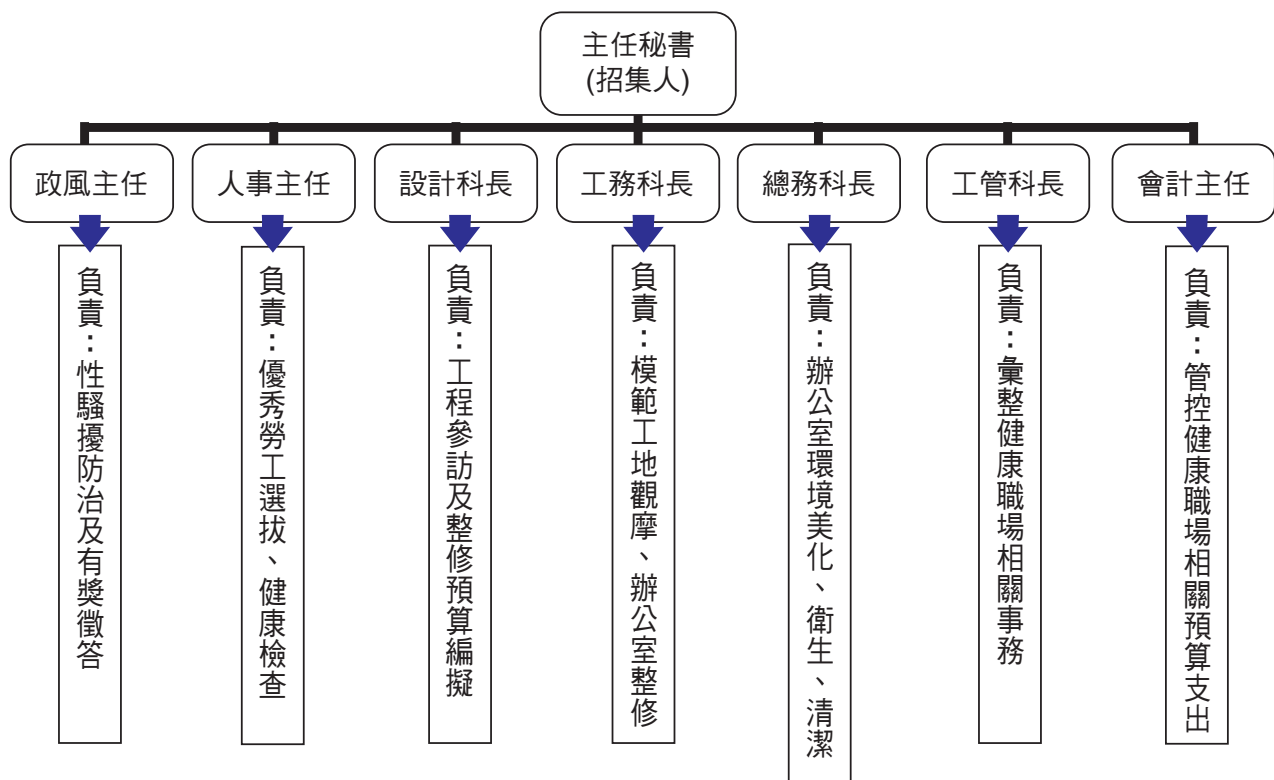 主任秘書
(招集人)
政風主任
人事主任
設計科長
工務科長
總務科長
工管科長
會計主任
負責：性騷擾防治及有獎徵答
負責：優秀勞工選拔、健康檢查
負責：工程參訪及整修預算編擬
負責：模範工地觀摩、辦公室整修
負責：辦公室環境美化、衛生、清潔
負責：彙整健康職場相關事務
負責：管控健康職場相關預算支出